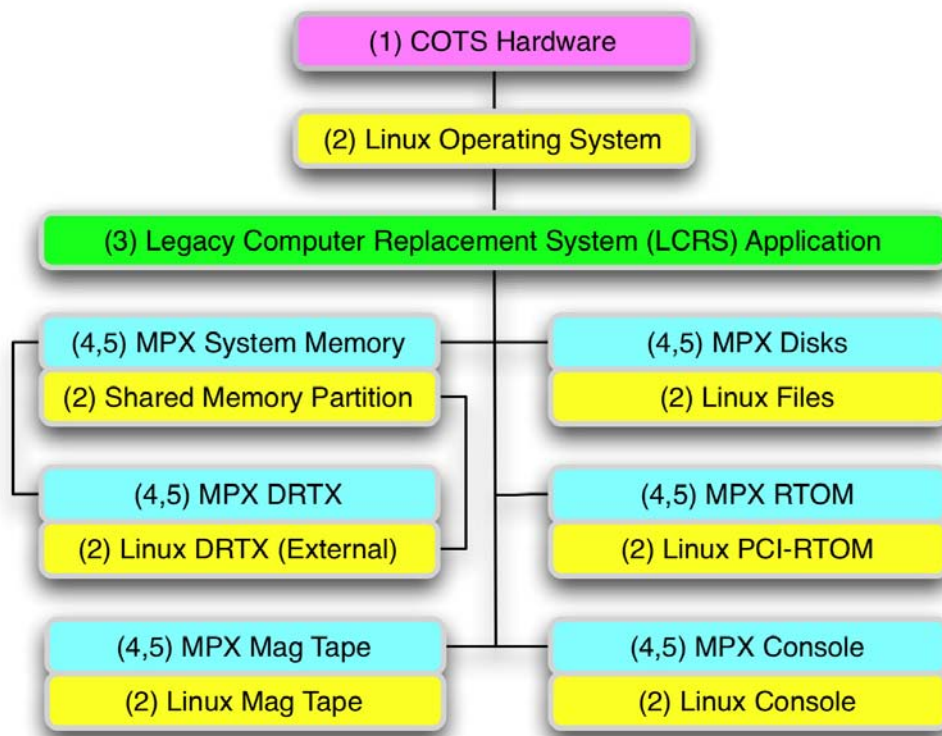 (1) COTS Hardware
(2) Linux Operating System
(3) Legacy Computer Replacement System (LCRS) Application
(4,5) MPX System Memory
(2) Shared Memory Partition
(4,5) MPX Disks
(2) Linux Files
(4,5) MPX DRTX
(2) Linux DRTX (External)
(4,5) MPX RTOM
(2) Linux PCI-RTOM
(4,5) MPX Mag Tape
(2) Linux Mag Tape
(4,5) MPX Console
(2) Linux Console